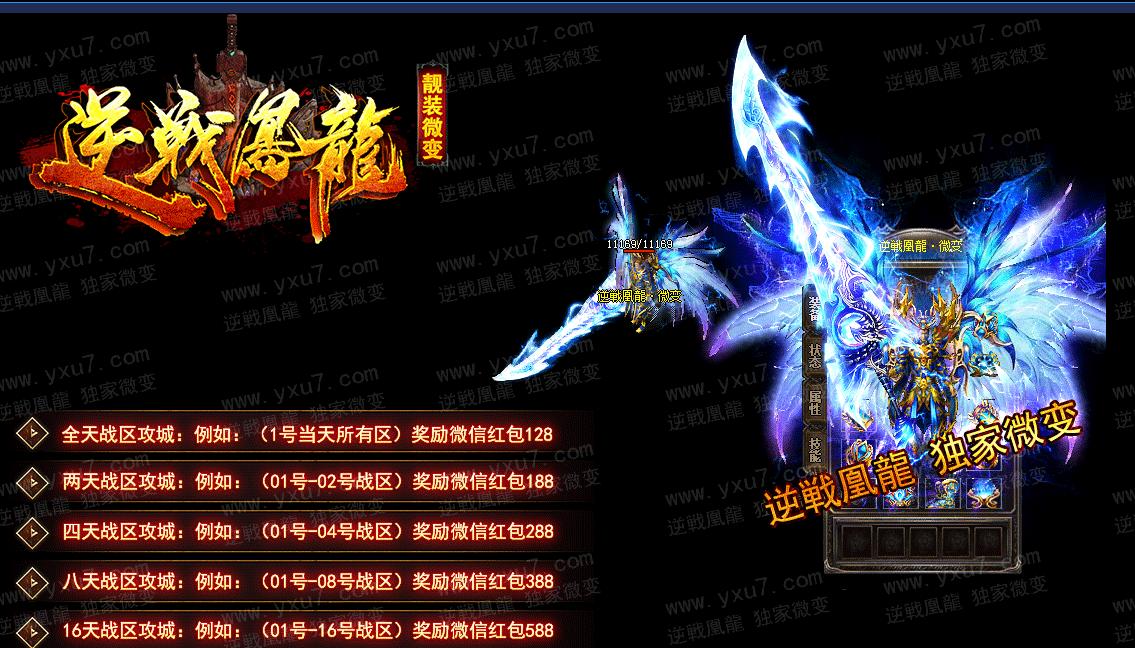 逆戦凰龍
靓装微变
11169/11169
逆戦凰龍·微变
逆戦凰龍·微变
装备
状态
属性
技能
逆戦凰龍 独家微变
全天战区攻城：例如：（1号当天所有区）奖励微信红包128
两天战区攻城：例如：（01号-02号战区）奖励微信红包188
四天战区攻城：例如：（01号-04号战区）奖励微信红包288
八天战区攻城：例如：（01号-08号战区）奖励微信红包388
16天战区攻城：例如：（01号-16号战区）奖励微信红包588
www.yxu7.com
逆戦凰龍 独家微变